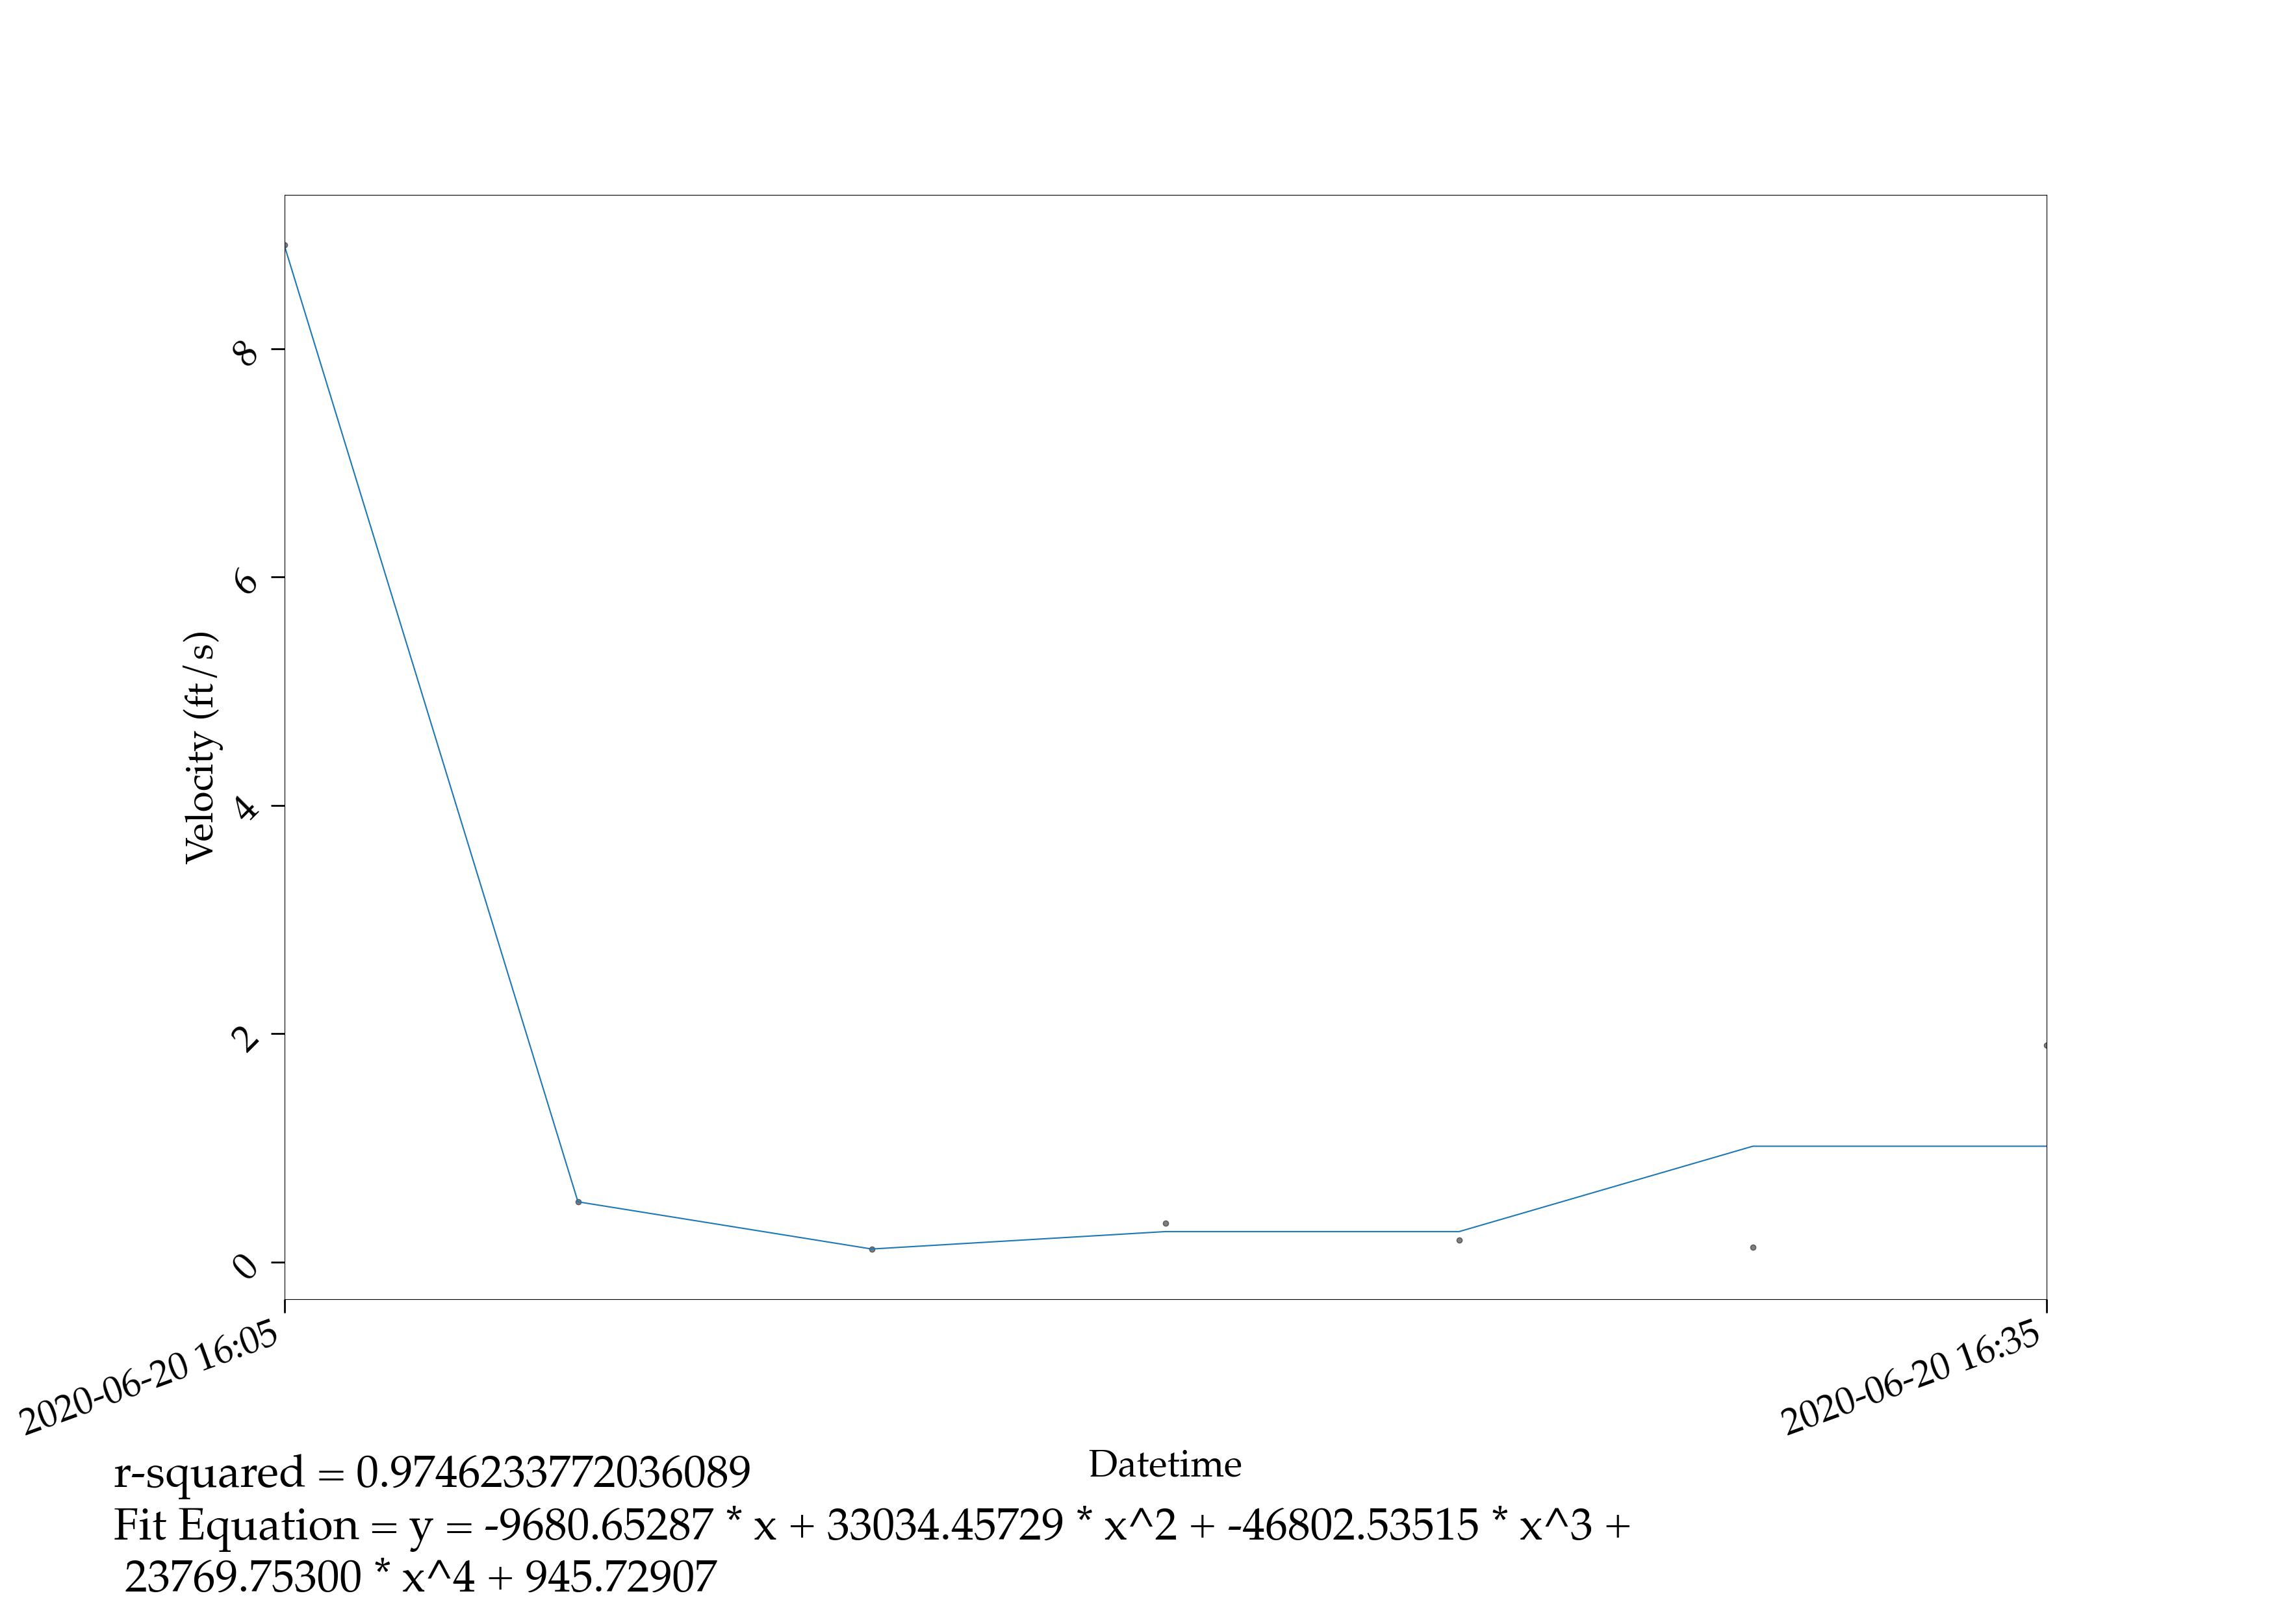 8
6
4
2
0
Velocity (ft/s)
2020-06-20 16:05
2020-06-20 16:35
Datetime
r-squared = 0.9746233772036089
Fit Equation = y = -9680.65287 * x + 33034.45729 * x^2 + -46802.53515 * x^3 +
23769.75300 * x^4 + 945.72907